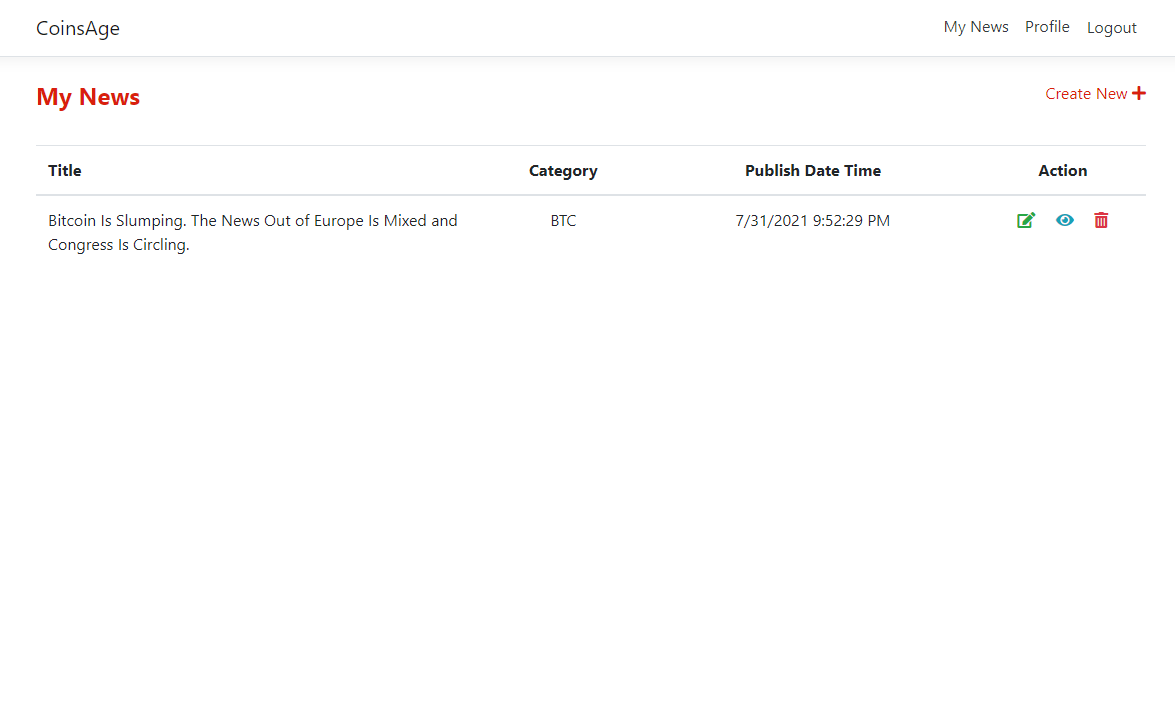 CoinsAge
My News Profile Logout
My News
Create New
Title Category Publish Date Time Action
Bitcoin Is Slumping. The News Out of Europe Is Mixed and BTC 7/31/2021 9:52:29 PM
Congress Is Circling.